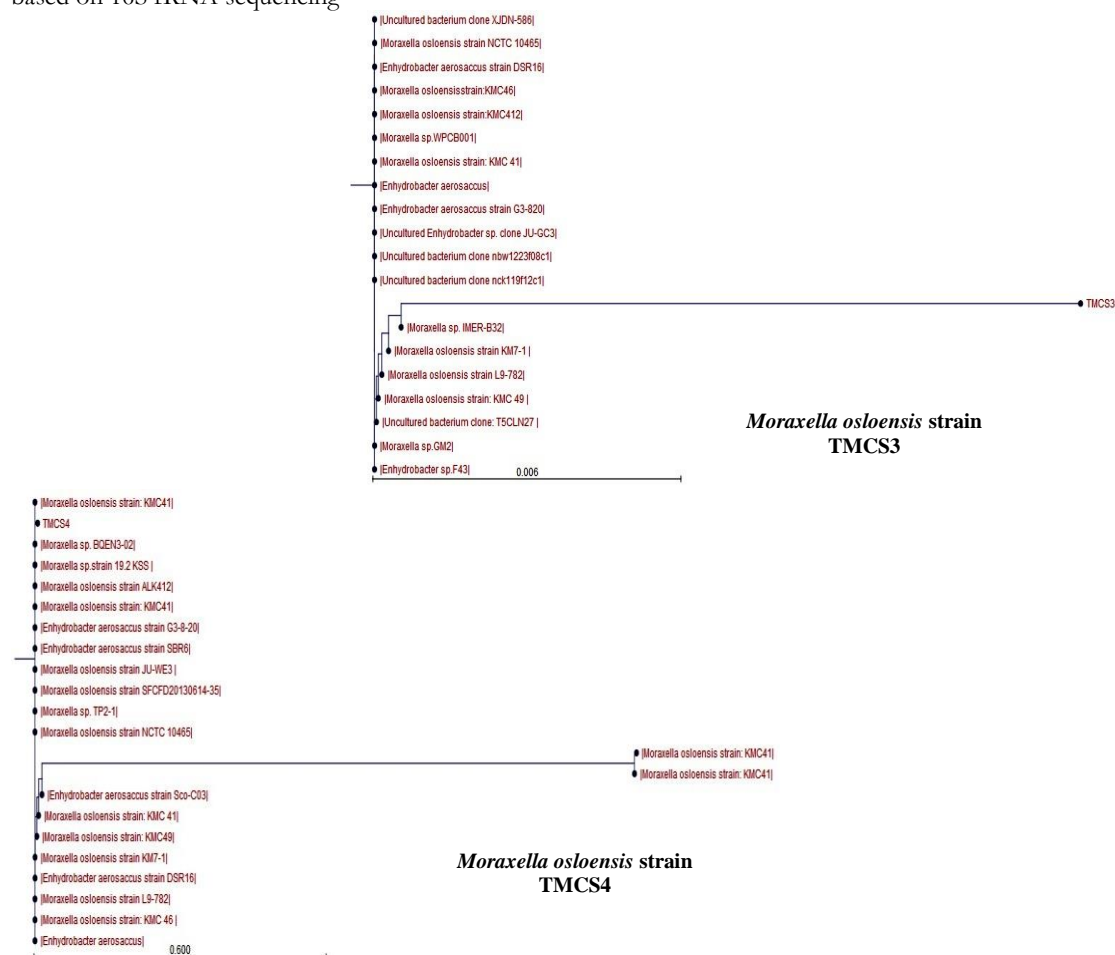 based on 16S rRNA sequencing
|Uncultured bacterium clone XJDN-586|
|Moraxella osloensis strain NCTC 10465|
|Enhydrobacter aerosaccus strain DSR16|
|Moraxella osloensisstrain:KMC46|
|Moraxella osloensis strain:KMC412|
|Moraxella sp.WPCB001|
|Moraxella osloensis strain: KMC 41|
|Enhydrobacter aerosaccus|
|Enhydrobacter aerosaccus strain G3-820|
|Uncultured Enhydrobacter sp. clone JU-GC3|
|Uncultured bacterium clone nbw1223f08c1|
|Uncultured bacterium clone nck119f12c1|
TMCS3
|Moraxella sp. IMER-B32|
|Moraxella osloensis strain KM7-1 |
|Moraxella osloensis strain L9-782|
|Moraxella osloensis strain: KMC 49 |
|Uncultured bacterium clone: T5CLN27 |
|Moraxella sp.GM2|
|Enhydrobacter sp.F43|
0.006
Moraxella osloensis strain
TMCS3
|Moraxella osloensis strain: KMC41|
TMCS4
|Moraxella sp. BQEN3-02|
|Moraxella sp.strain 19.2 KSS |
|Moraxella osloensis strain ALK412|
|Moraxella osloensis strain: KMC41|
|Enhydrobacter aerosaccus strain G3-8-20|
|Enhydrobacter aerosaccus strain SBR6|
|Moraxella osloensis strain JU-WE3 |
|Moraxella osloensis strain SFCFD20130614-35|
|Moraxella sp. TP2-1|
|Moraxella osloensis strain NCTC 10465|
|Moraxella osloensis strain: KMC41|
|Moraxella osloensis strain: KMC41|
|Enhydrobacter aerosaccus strain Sco-C03|
|Moraxella osloensis strain: KMC 41|
|Moraxella osloensis strain: KMC49|
|Moraxella osloensis strain KM7-1|
|Enhydrobacter aerosaccus strain DSR16|
|Moraxella osloensis strain L9-782|
|Moraxella osloensis strain: KMC 46 |
|Enhydrobacter aerosaccus|
0.600
Moraxella osloensis strain
TMCS4